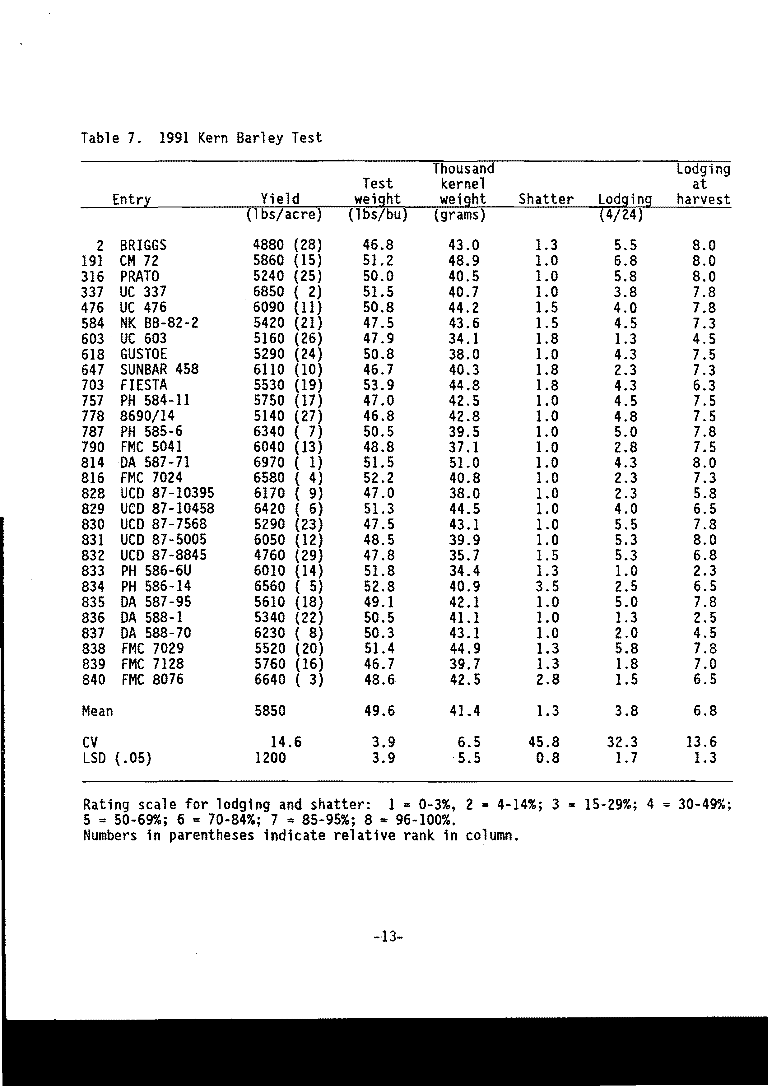 Table 7. 1991 Kern Barley Test
Thousand Lodging
Test kernel at
Entry Yield weight weight Shatter Lodging harvest
(lbs/acre) (lbs/bu) (grams) (4/24)
2 BRIGGS 4880 (28) 46.8 43.0 1.3 5.5 8.0
191 CM 72 5860 (15) 51.2 48.9 1.0 6.8 8.0
316 PRATO 5240 (25) 50.0 40.5 1.0 5.8 8.0
337 UC 337 6850 ( 2) 51.5 40.7 1.0 3.8 7.8
476 UC 476 6090 (11) 50.8 44.2 1.5 4.0 7.8
584 NK BB-82-2 5420 (21) 47.5 43.6 1.5 4.5 7.3
603 UC 603 5160 (26) 47.9 34.1 1.8 1.3 4.5
618 GUSTOE 5290 (24) 50.8 38.0 1.0 4.3 7.5
647 SUNBAR 458 6110 (10) 46.7 40.3 1.8 2.3 7.3
703 FIESTA 5530 (19) 53.9 44.8 1.8 4.3 6.3
757 PH 584-11 5750 (17) 47.0 42.5 1.0 4.5 7.5
778 8690/14 5140 (27) 46.8 42.8 1.0 4.8 7.5
787 PH 585-6 6340 ( 7) 50.5 39.5 1.0 5.0 7.8
790 FMC 5041 6040 (13) 48.8 37.1 1.0 2.8 7.5
814 DA 587-71 6970 ( 1) 51.5 51.0 1.0 4.3 8.0
816 FMC 7024 6580 ( 4) 52.2 40.8 1.0 2.3 7.3
828 UCD 87-10395 6170 ( 9) 47.0 38.0 1.0 2.3 5.8
829 UCD 87-10458 6420 ( 6) 51.3 44.5 1.0 4.0 6.5
830 UCD 87-7568 5290 (23) 47.5 43.1 1.0 5.5 7.8
831 UCD 87-5005 6050 (12) 48.5 39.9 1.0 5.3 8.0
832 UCD 87-8845 4760 (29) 47.8 35.7 1.5 5.3 6.8
833 PH 586-6U 6010 (14) 51.8 34.4 1.3 1.0 2.3
834 PH 586-14 6560 ( 5) 52.8 40.9 3.5 2.5 6.5
835 DA 587-95 5610 (18) 49.1 42.1 1.0 5.0 7.8
836 DA 588-1 5340 (22) 50.5 41.1 1.0 1.3 2.5
837 DA 588-70 6230 ( 8) 50.3 43.1 1.0 2.0 4.5
838 FMC 7029 5520 (20) 51.4 44.9 1.3 5.8 7.8
839 FMC 7128 5760 (16) 46.7 39.7 1.3 1.8 7.0
840 FMC 8076 6640 ( 3) 48.6 42.5 2.8 1.5 6.5
Mean 5850 49.6 41.4 1.3 3.8 6.8
CV 14.6 3.9 6.5 45.8 32.3 13.6
LSD (.05) 1200 3.9 5.5 0.8 1.7 1.3
Rating scale for lodging and shatter: 1 = 0-3%, 2 = 4-14%; 3 = 15-29%; 4 = 30-49%;
5 = 50-69%; 6 = 70-84%; 7 = 85-95%; 8 = 96-100%.
Numbers in parentheses indicate relative rank in column.
-13-